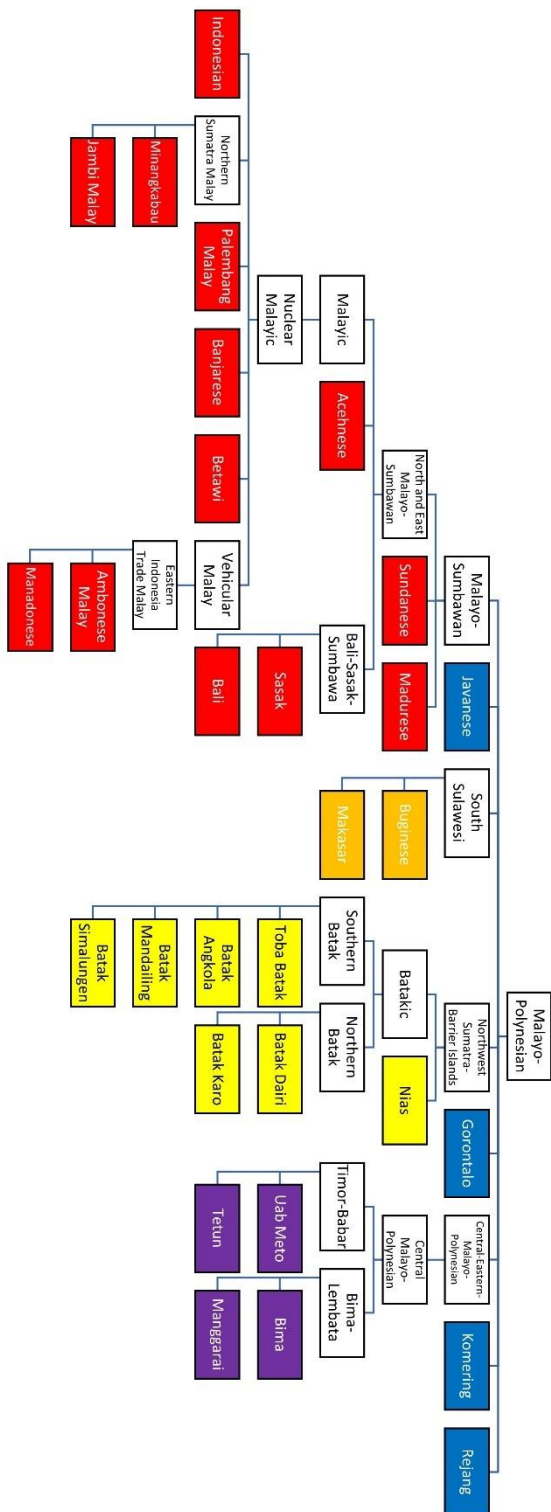 Malayo-
Polynesian
Malayo-
Sumbawan
Javanese
South
Sulawesi
Northwest
Sumatra-
Barrier Islands
Gorontalo
Central-Eastern-
Malayo-
Polynesian
Komering
Rejang
North and East
Malayo-
Sumbawan
Sundanese
Madurese
Buginese
Makasar
Batakic
Nias
Central
Malayo-
Polynesian
Malayic
Acehnese
Bali-Sasak-
Sumbawa
Sasak
Bali
Southern
Batak
Northern
Batak
Timor-Babar
Bima-
Lembata
Nuclear
Malayic
Toba Batak
Batak
Angkola
Batak
Mandailing
Batak
Simalungen
Batak Dairi
Batak Karo
Uab Meto
Tetun
Bima
Manggarai
Indonesian
Northern
Sumatra Malay
Palembang
Malay
Banjarese
Betawi
Vehicular
Malay
Minangkabau
Jambi Malay
Eastern
Indonesia
Trade Malay
Ambonese
Malay
Manadonese